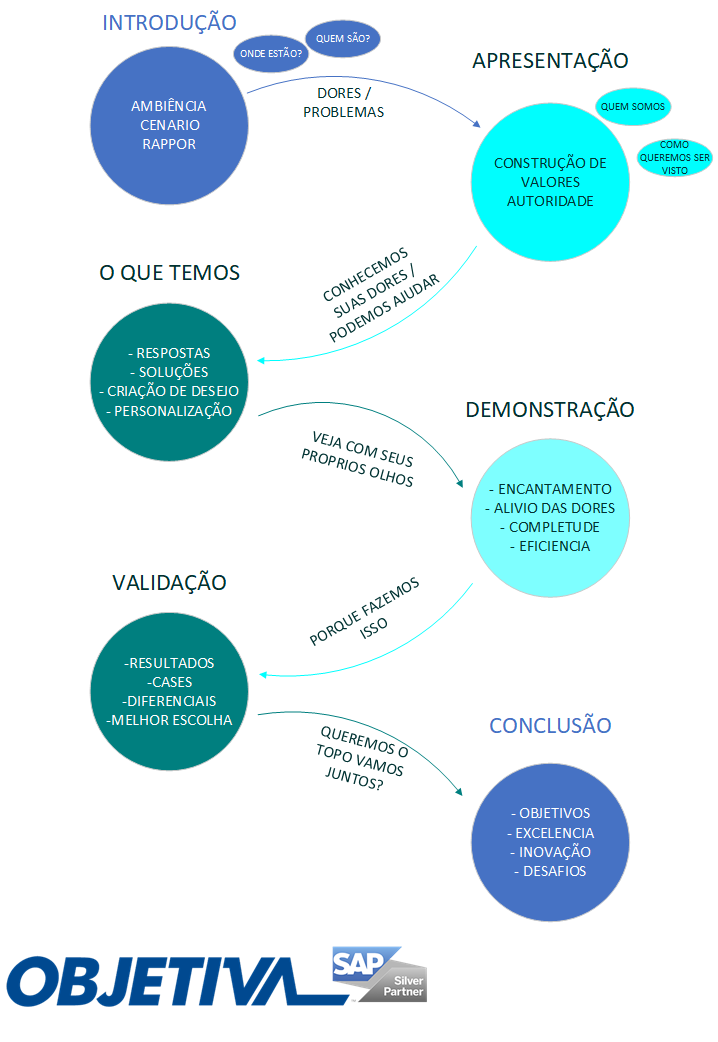 INTRODUÇÃO
ONDE ESTÃO?
QUEM SÃO?
AMBIÊNCIA
CENARIO
RAPPOR
DORES /
PROBLEMAS
APRESENTAÇÃO
QUEM SOMOS
COMO
QUEREMOS SER
VISTO
CONSTRUÇÃO DE
VALORES
AUTORIDADE
CONHECEMOS
SUAS DORES /
PODEMOS AJUDAR
O QUE TEMOS
- RESPOSTAS
- SOLUÇÕES
- CRIAÇÃO DE DESEJO
- PERSONALIZAÇÃO
VEJA COM SEUS
PROPRIOS OLHOS
DEMONSTRAÇÃO
- ENCANTAMENTO
- ALIVIO DAS DORES
- COMPLETUDE
- EFICIENCIA
PORQUE FAZEMOS
ISSO
VALIDAÇÃO
-RESULTADOS
-CASES
-DIFERENCIAIS
-MELHOR ESCOLHA
QUEREMOS O
TOPO VAMOS
JUNTOS?
CONCLUSÃO
- OBJETIVOS
- EXCELENCIA
- INOVAÇÃO
- DESAFIOS
OBJETIVA
SAP
Silver
Partner